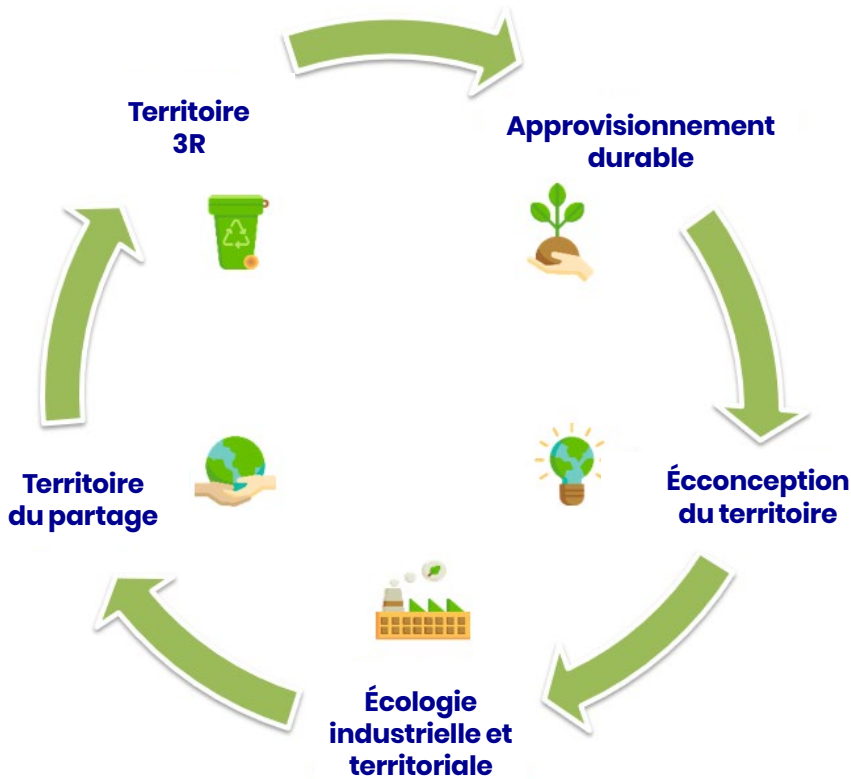 Territoire
3R
Approvisionnement
durable
Écconception
du territoire
Écologie
industrielle et
territoriale
Territoire
du partage